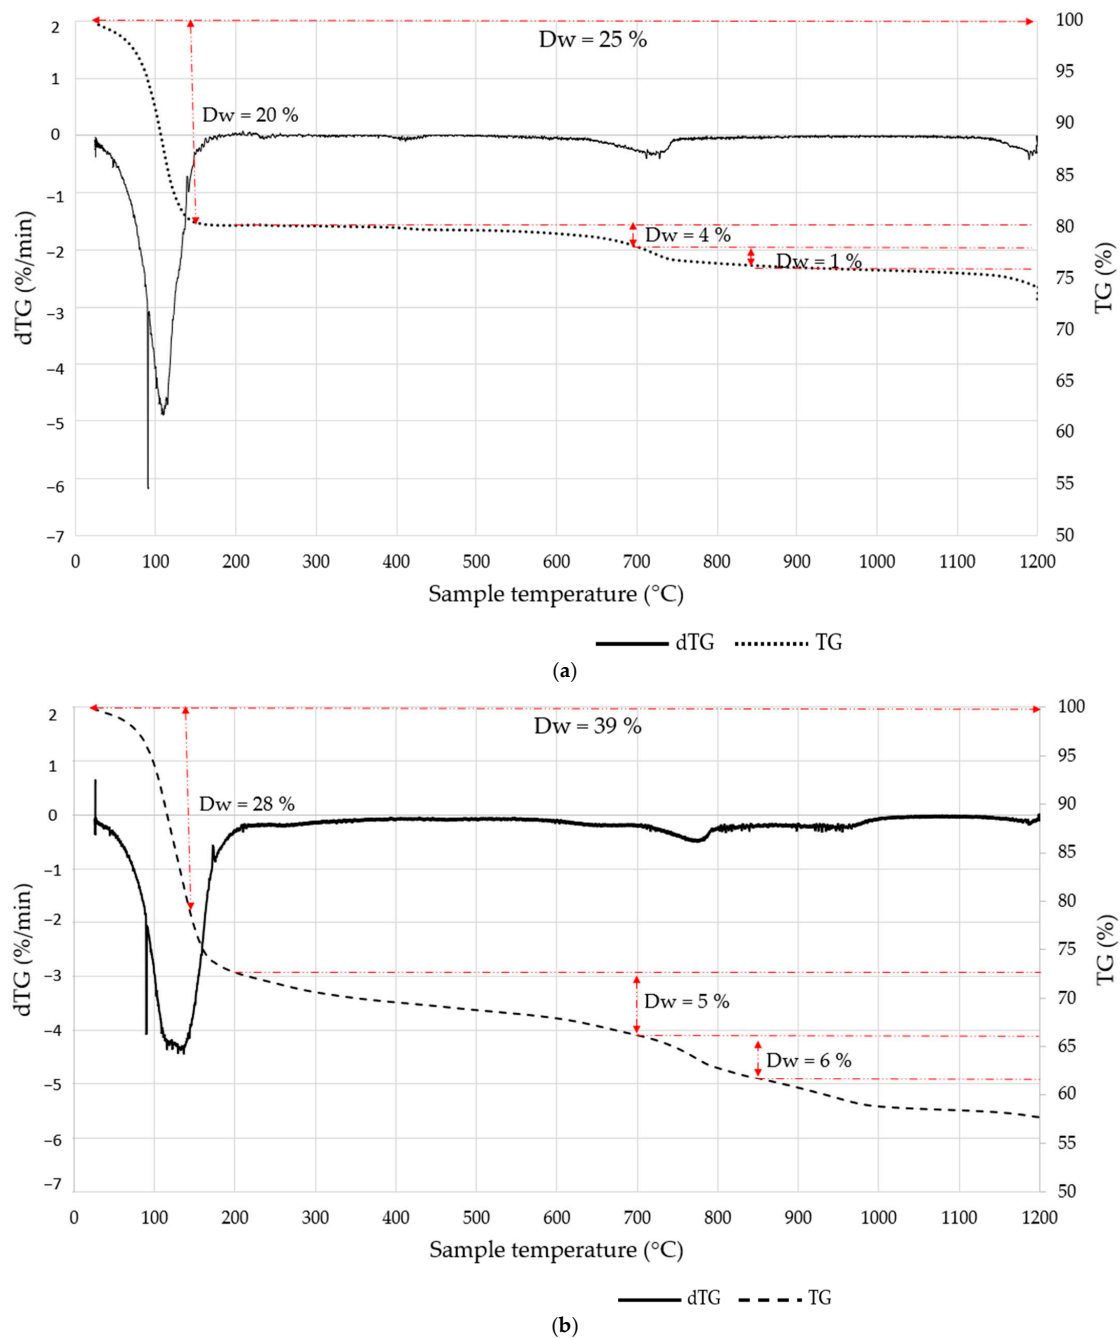 2
1
0
−1
−2
−3
−4
−5
−6
−7
dTG (%/min)
100
95
90
85
80
75
70
65
60
55
50
TG (%)
Dw = 25 %
Dw = 20 %
Dw = 4 %
Dw = 1 %
0 100 200 300 400 500 600 700 800 900 1000 1100 1200
Sample temperature (°C)
dTG TG
(a)
2
1
0
−1
−2
−3
−4
−5
−6
−7
dTG (%/min)
100
95
90
85
80
75
70
65
60
55
50
TG (%)
Dw = 39 %
Dw = 28 %
Dw = 5 %
Dw = 6 %
0 100 200 300 400 500 600 700 800 900 1000 1100 1200
Sample temperature (°C)
dTG TG
(b)